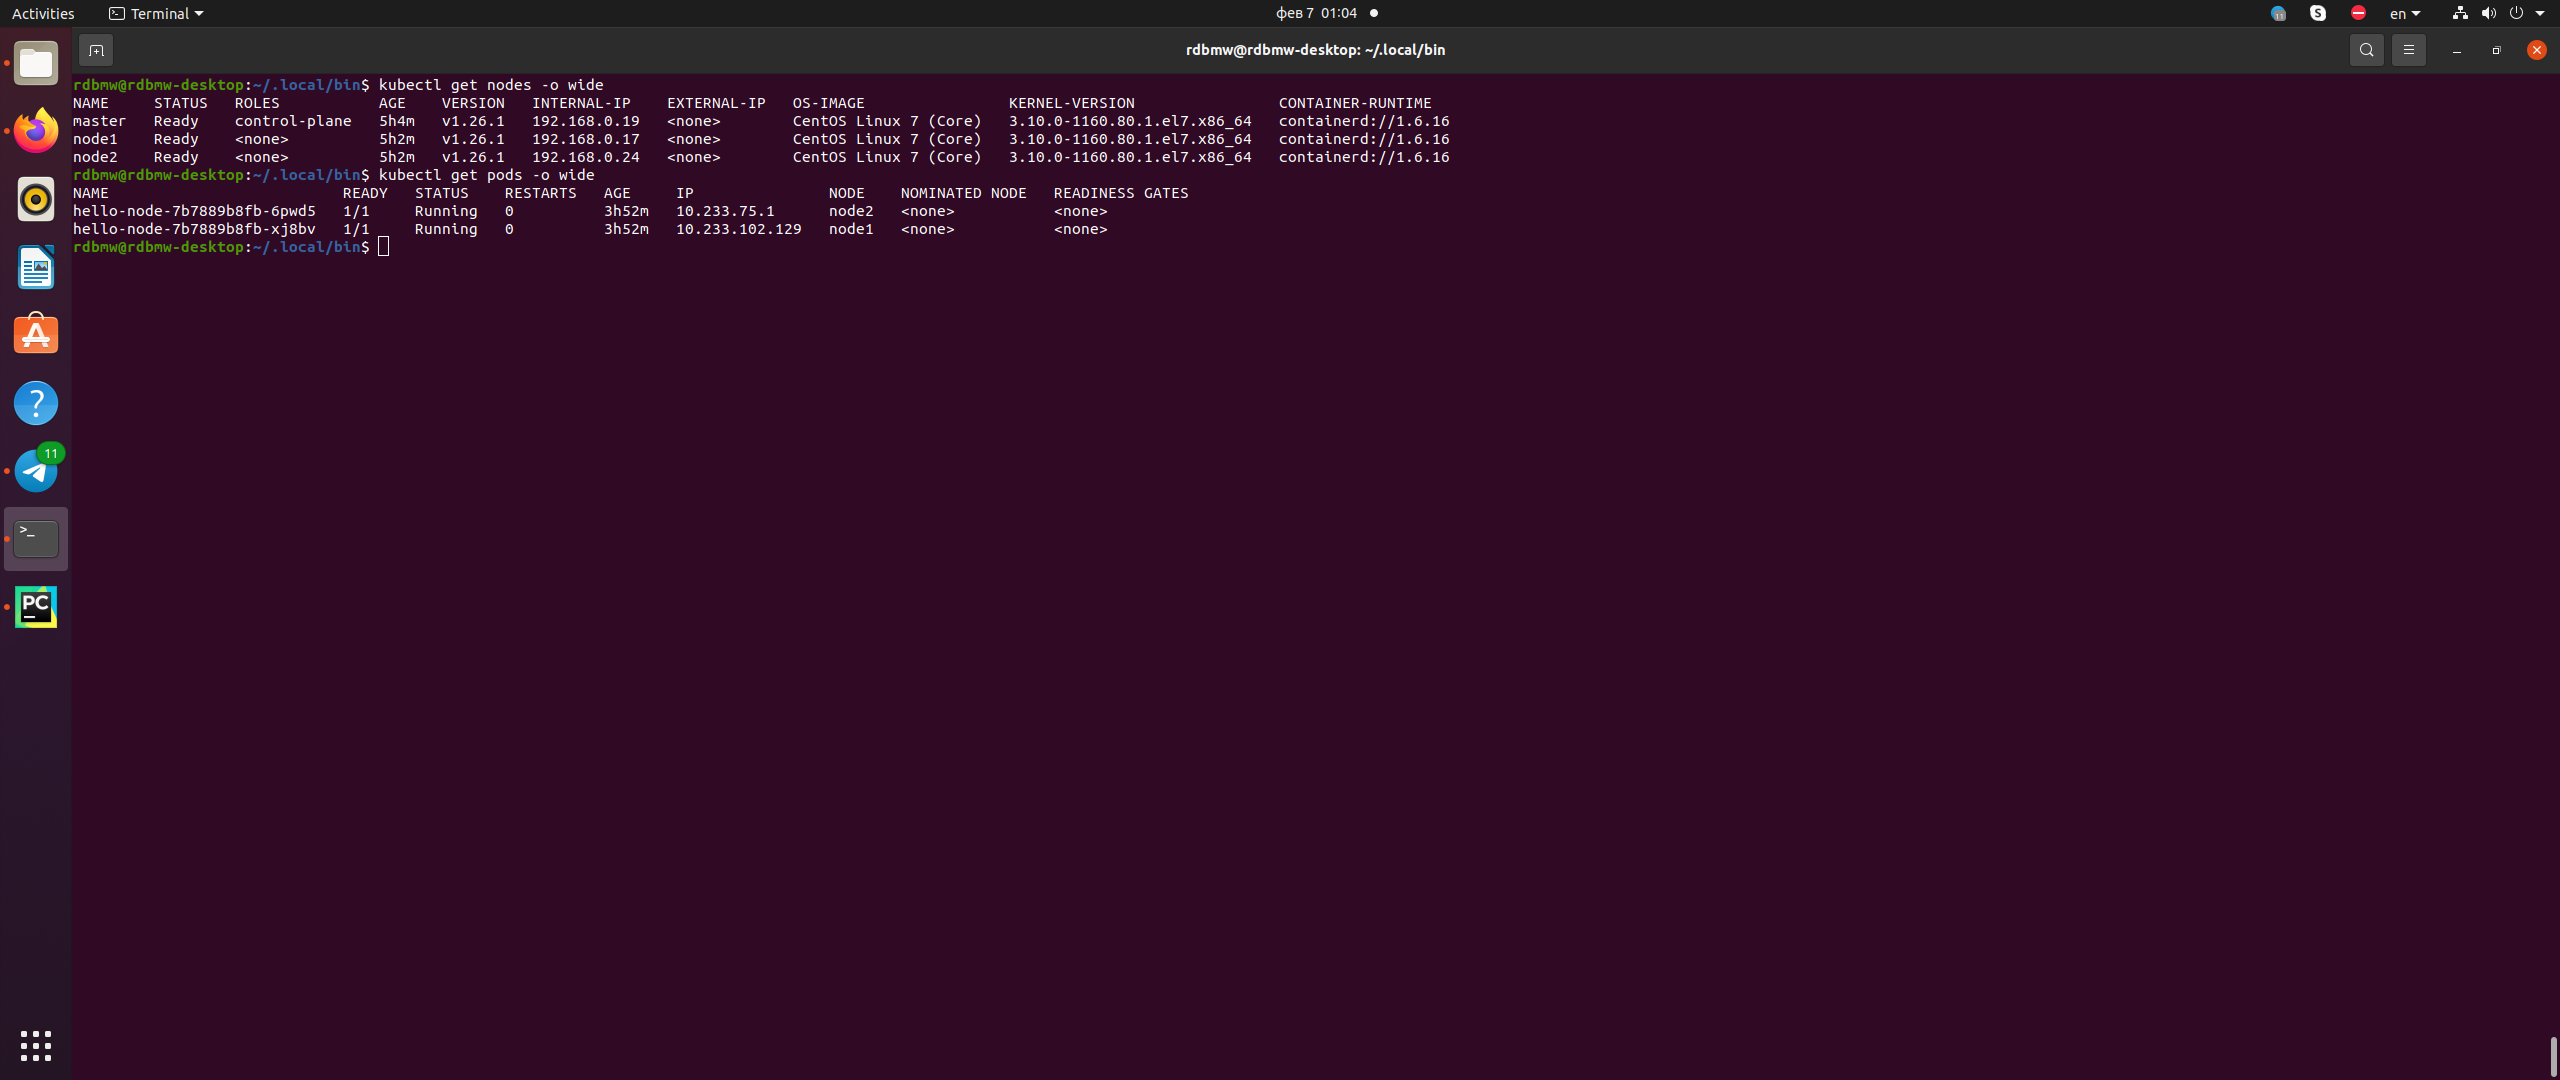 Activities Terminal фев 7 01:04 en
rdbmw@rdbmw-desktop: ~/.local/bin
rdbmw@rdbmw-desktop:~/.local/bin$ kubectl get nodes -o wide
NAME STATUS ROLES AGE VERSION INTERNAL-IP EXTERNAL-IP OS-IMAGE KERNEL-VERSION CONTAINER-RUNTIME
master Ready control-plane 5h4m v1.26.1 192.168.0.19 <none> CentOS Linux 7 (Core) 3.10.0-1160.80.1.el7.x86_64 containerd://1.6.16
node1 Ready <none> 5h2m v1.26.1 192.168.0.17 <none> CentOS Linux 7 (Core) 3.10.0-1160.80.1.el7.x86_64 containerd://1.6.16
node2 Ready <none> 5h2m v1.26.1 192.168.0.24 <none> CentOS Linux 7 (Core) 3.10.0-1160.80.1.el7.x86_64 containerd://1.6.16
rdbmw@rdbmw-desktop:~/.local/bin$ kubectl get pods -o wide
NAME READY STATUS RESTARTS AGE IP NODE NOMINATED NODE READINESS GATES
hello-node-7b7889b8fb-6pwd5 1/1 Running 0 3h52m 10.233.75.1 node2 <none> <none>
hello-node-7b7889b8fb-xj8bv 1/1 Running 0 3h52m 10.233.102.129 node1 <none> <none>
rdbmw@rdbmw-desktop:~/.local/bin$
11
>_
PC